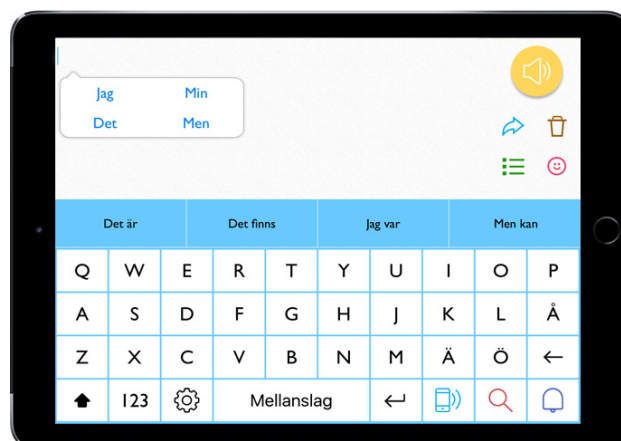 Jag Min
Det Men
Det är Det finns Jag var Men kan
Q W E R T Y U I O P
A S D F G H J K L Å
Z X C V B N M Ä Ö
123 Mellanslag